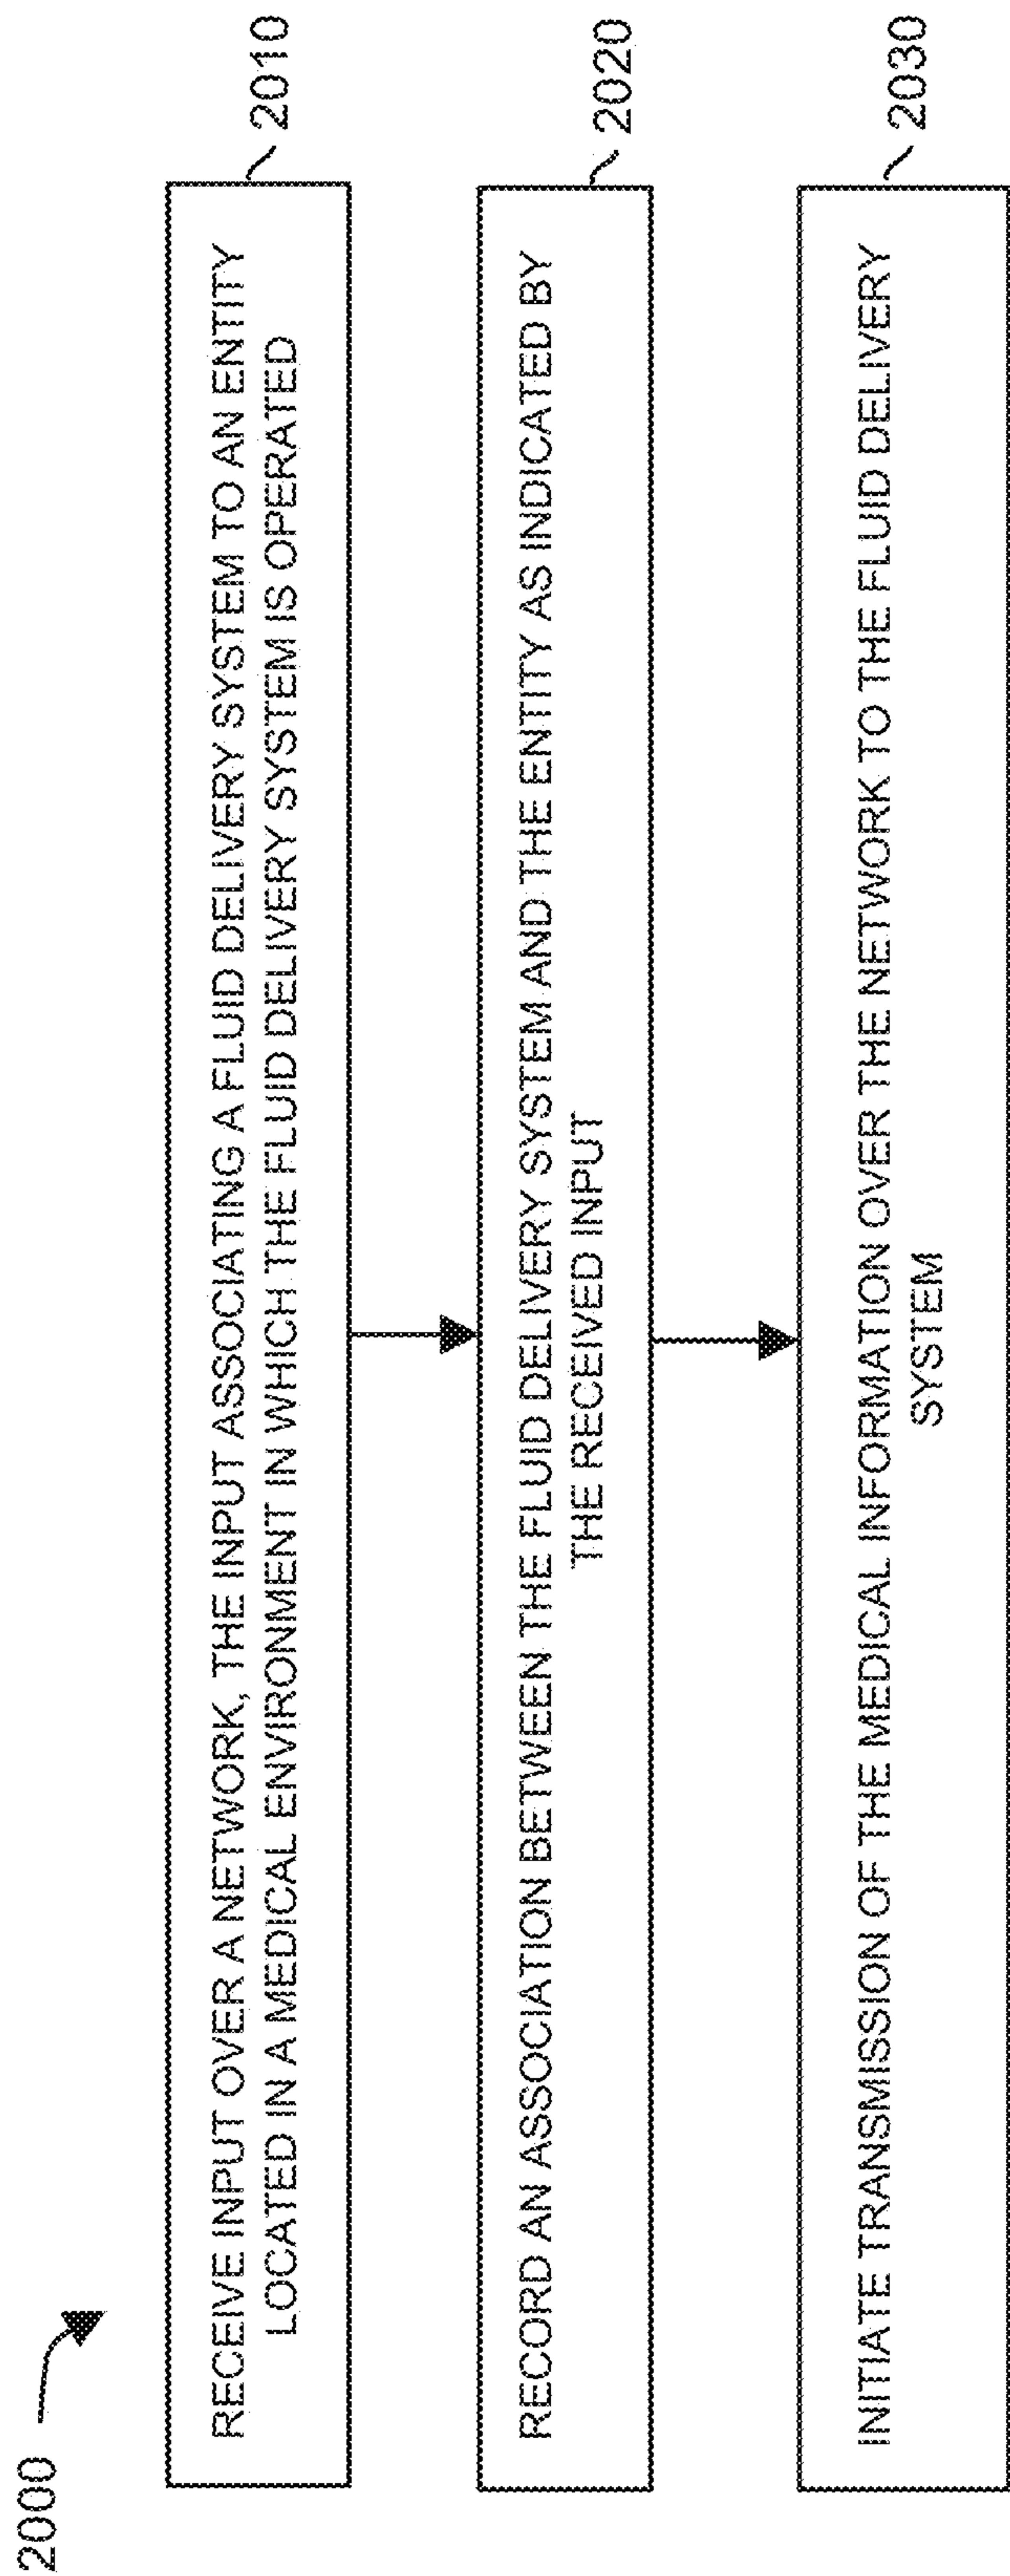 2000
RECEIVE INPUT OVER A NETWORK, THE INPUT ASSOCIATING A FLUID DELIVERY SYSTEM TO AN ENTITY
LOCATED IN A MEDICAL ENVIRONMENT IN WHICH THE FLUID DELIVERY SYSTEM IS OPERATED
2010
RECORD AN ASSOCIATION BETWEEN THE FLUID DELIVERY SYSTEM AND THE ENTITY AS INDICATED BY
THE RECEIVED INPUT
2020
INITIATE TRANSMISSION OF THE MEDICAL INFORMATION OVER THE NETWORK TO THE FLUID DELIVERY
SYSTEM
2030